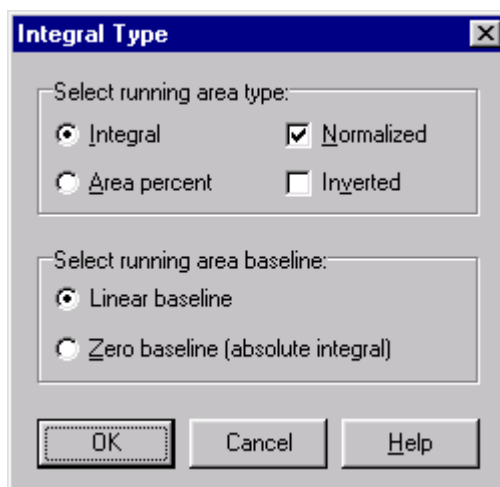 Integral Type
Select running area type:
Integral
Normalized
Area percent
Inverted
Select running area baseline:
Linear baseline
Zero baseline (absolute integral)
OK
Cancel
Help